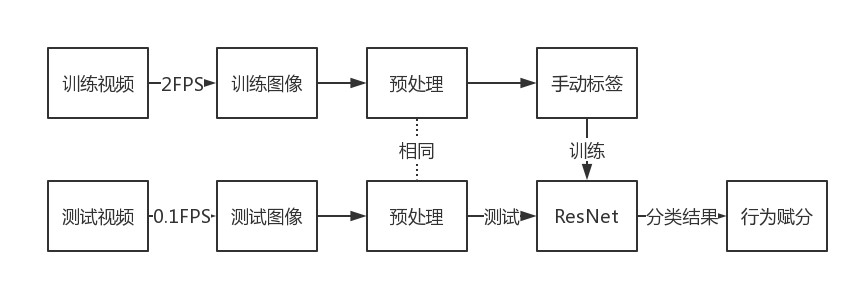 训练视频
2FPS
训练图像
预处理
手动标签
相同
训练
测试视频
0.1FPS
测试图像
预处理
测试
ResNet
分类结果
行为赋分